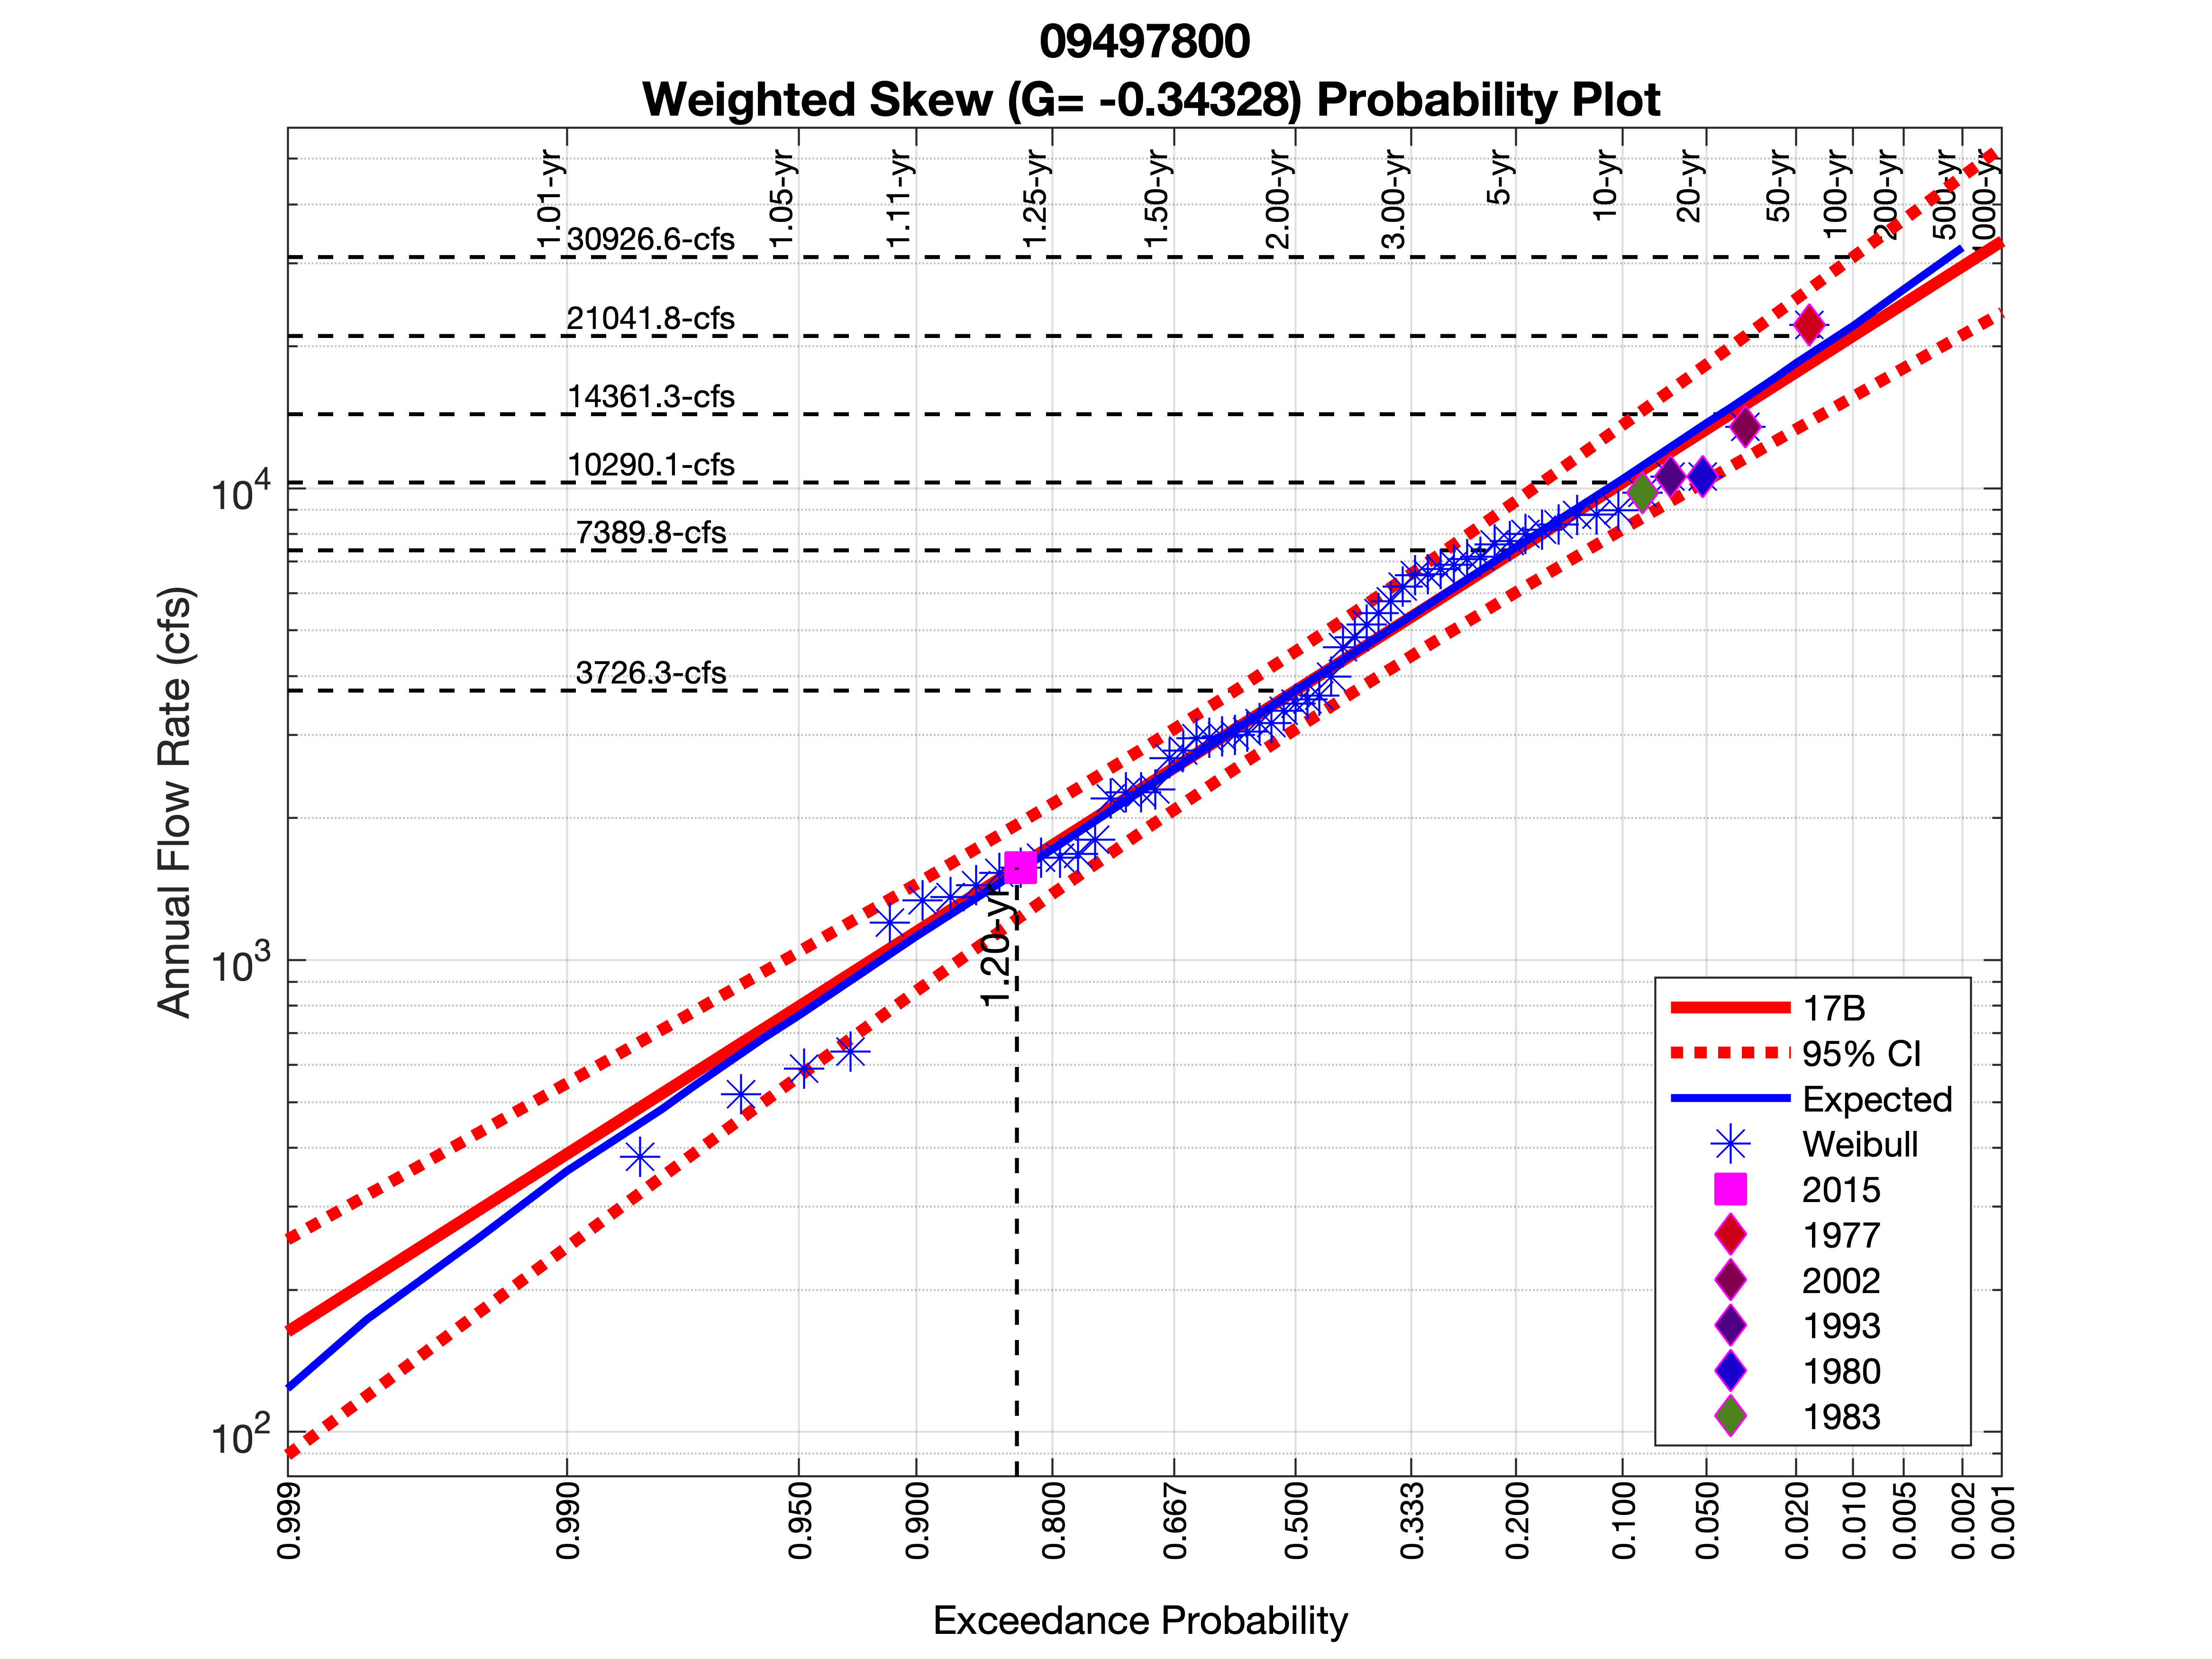 09497800
Weighted Skew (G= -0.34328) Probability Plot
1.01-yr
1.05-yr
1.11-yr
1.25-yr
1.50-yr
2.00-yr
3.00-yr
5-yr
10-yr
20-yr
50-yr
100-yr
200-yr
500-yr
1000-yr
30926.6-cfs
21041.8-cfs
14361.3-cfs
10290.1-cfs
7389.8-cfs
3726.3-cfs
1.20-yr
Annual Flow Rate (cfs)
10^4
10^3
10^2
17B
95% CI
Expected
Weibull
2015
1977
2002
1993
1980
1983
0.999
0.990
0.950
0.900
0.800
0.667
0.500
0.333
0.200
0.100
0.050
0.020
0.010
0.005
0.002
0.001
Exceedance Probability